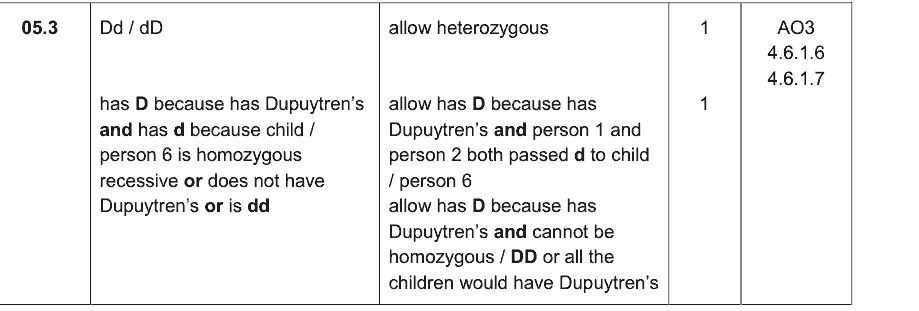 05.3 Dd / dD allow heterozygous 1 AO3
4.6.1.6
4.6.1.7
has D because has Dupuytren's
and has d because child /
person 6 is homozygous
recessive or does not have
Dupuytren's or is dd
allow has D because has
Dupuytren's and person 1 and
person 2 both passed d to child
/ person 6
allow has D because has
Dupuytren's and cannot be
homozygous / DD or all the
children would have Dupuytren's
1